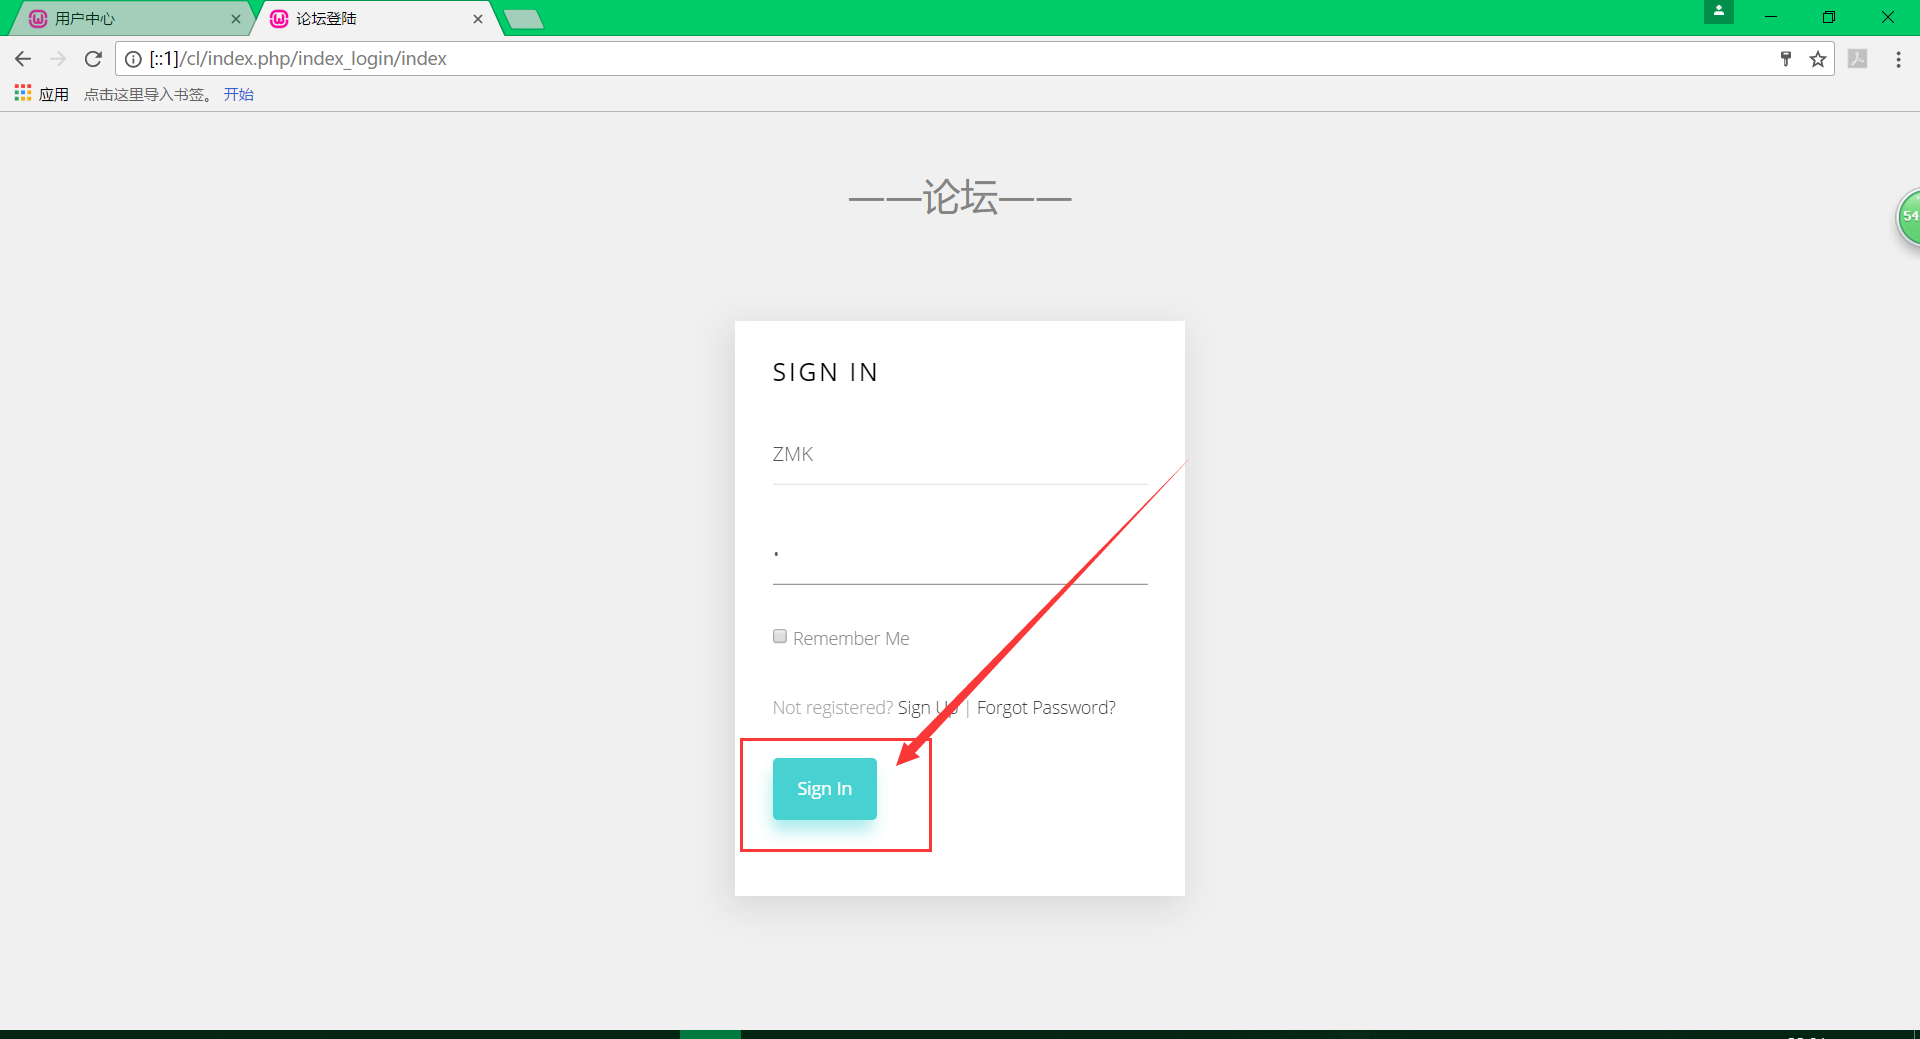 用户中心
论坛登陆
[::1]/cl/index.php/index_login/index
应用 点击这里导入书签。 开始
——论坛——
54
SIGN IN
ZMK
Remember Me
Not registered? Sign Up | Forgot Password?
Sign In